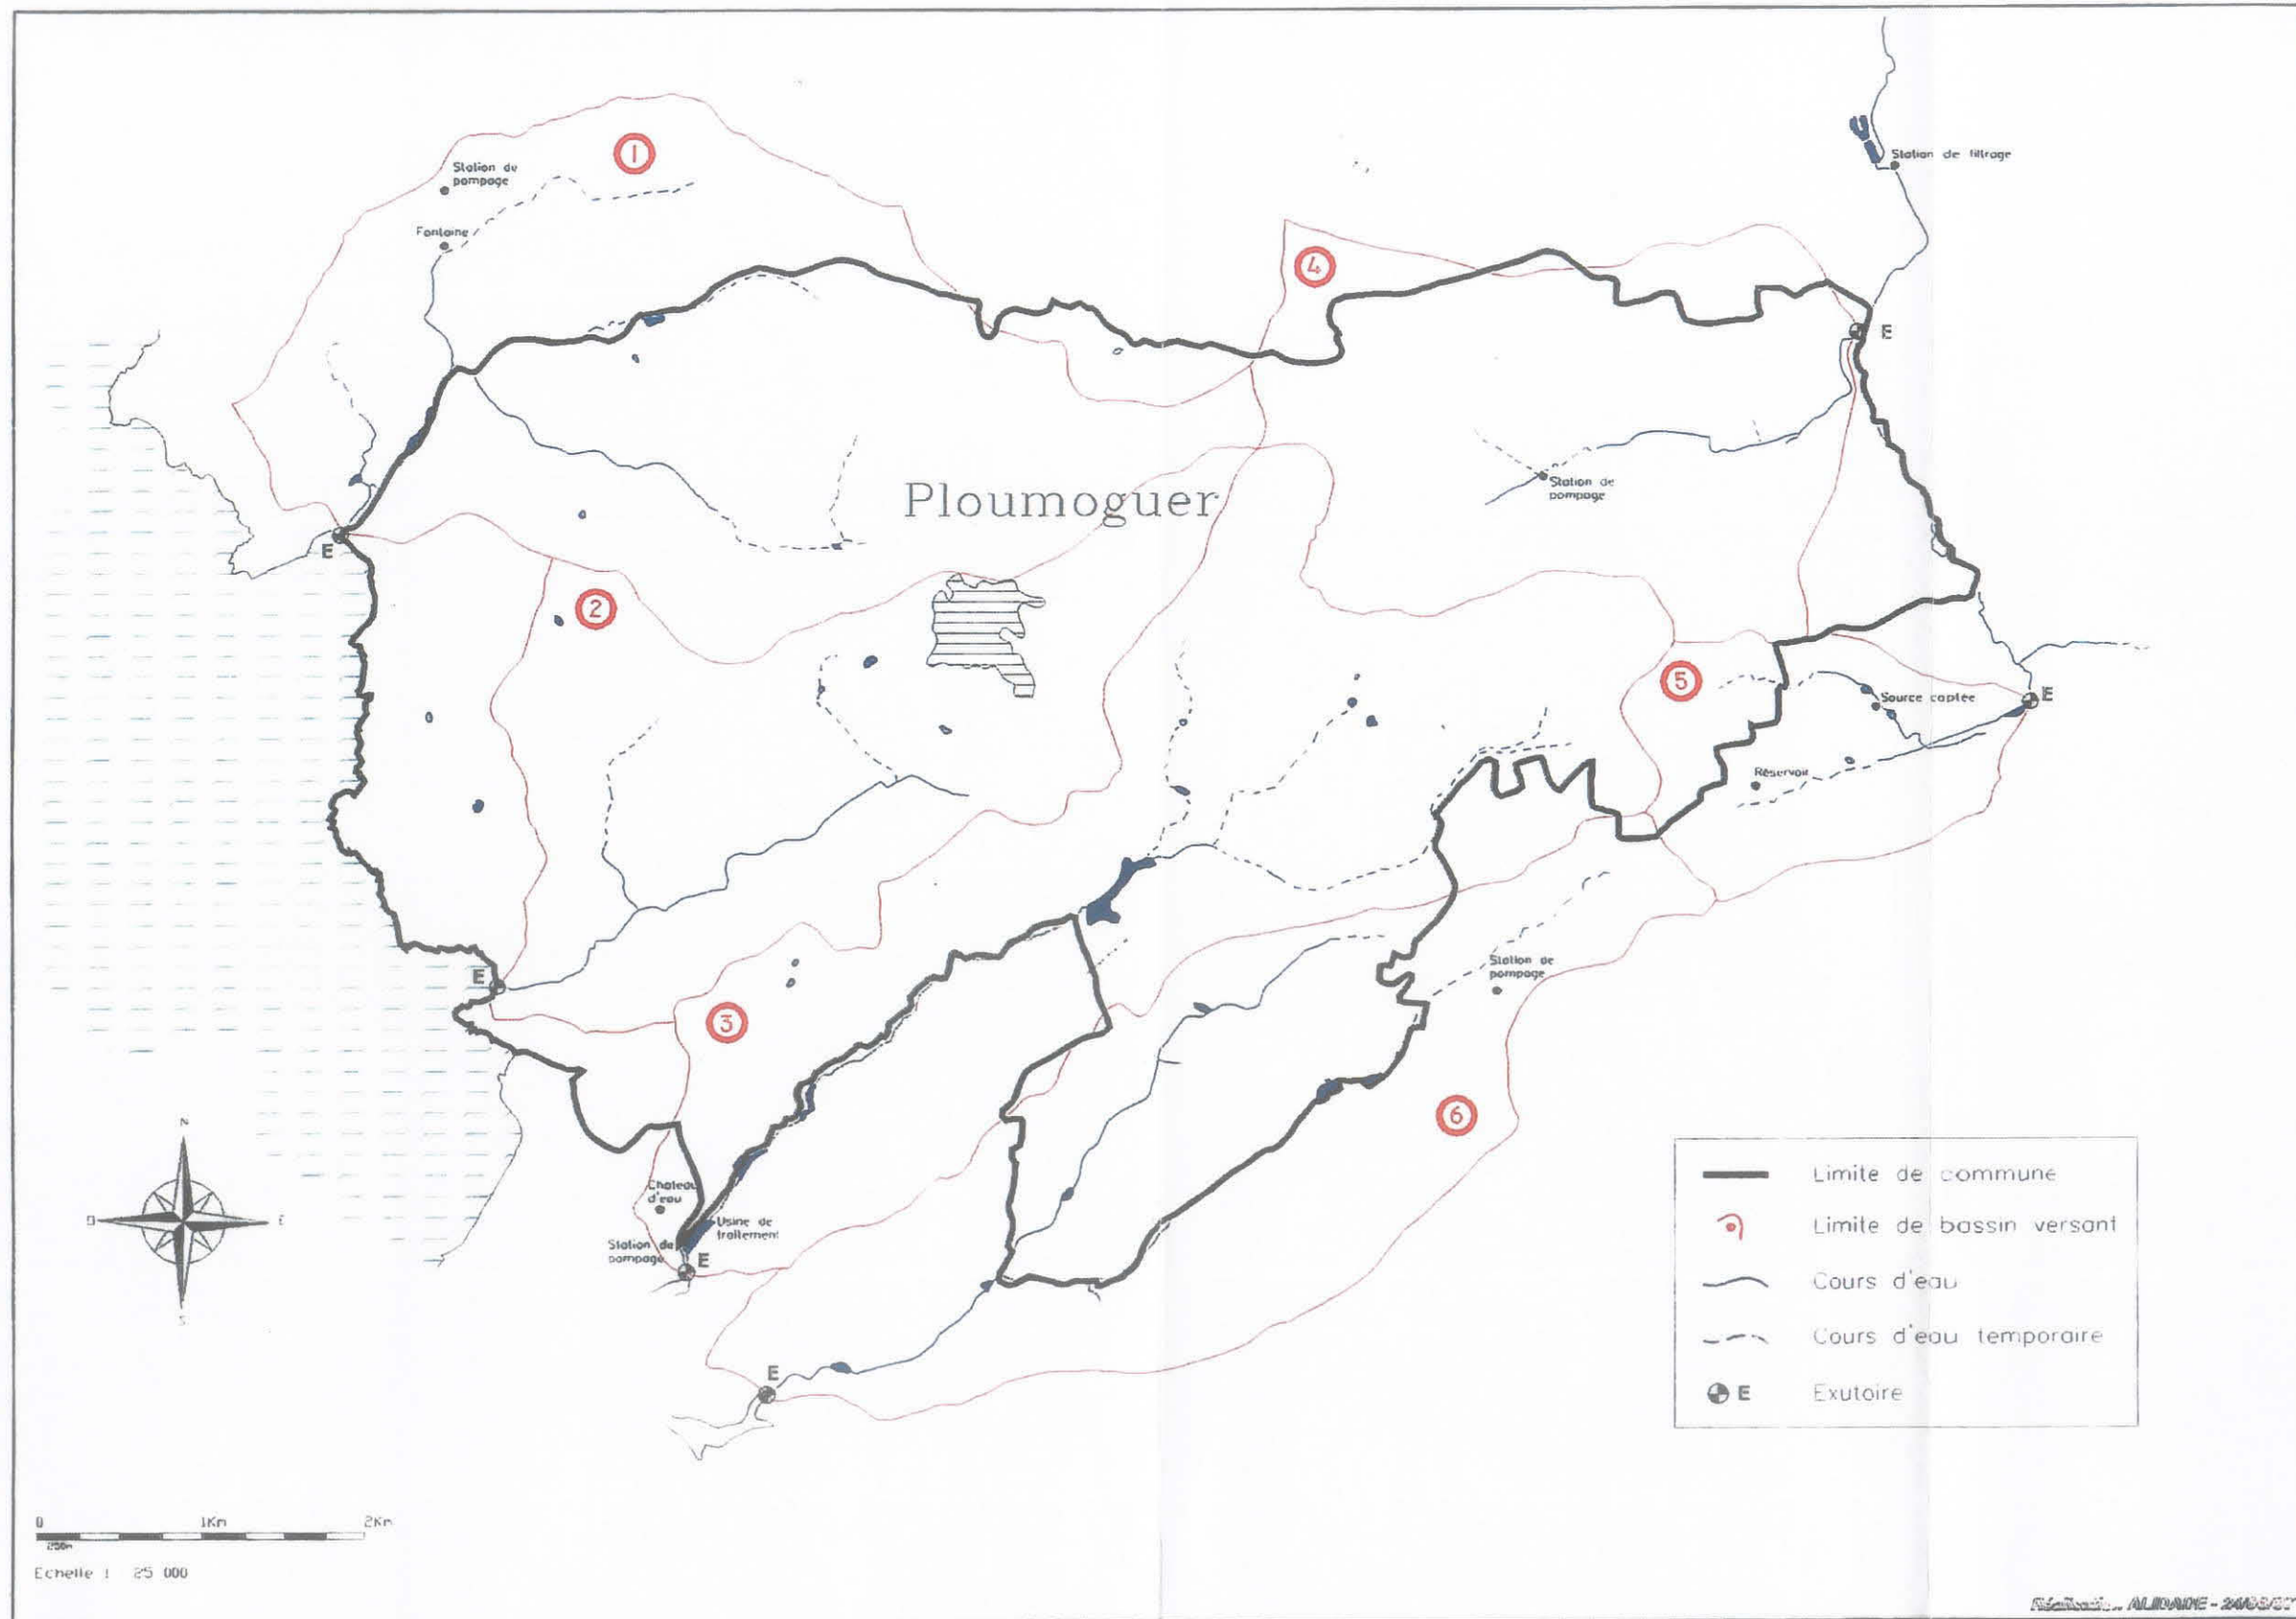 1
Station de
pompage
Station de filtrage
Fontaine
4
E
Ploumoguer
Station de
pompage
E
2
5
Source captée
E
Réservoir
Station de
pompage
E
3
6
N
O
E
S
Chateau
d'eau
Usine de
traitement
Station de
pompage
E
E
Limite de commune
Limite de bassin versant
Cours d'eau
Cours d'eau temporaire
E Exutoire
0 1Km 2Km
250m
Echelle 1 25 000
ALIDADE